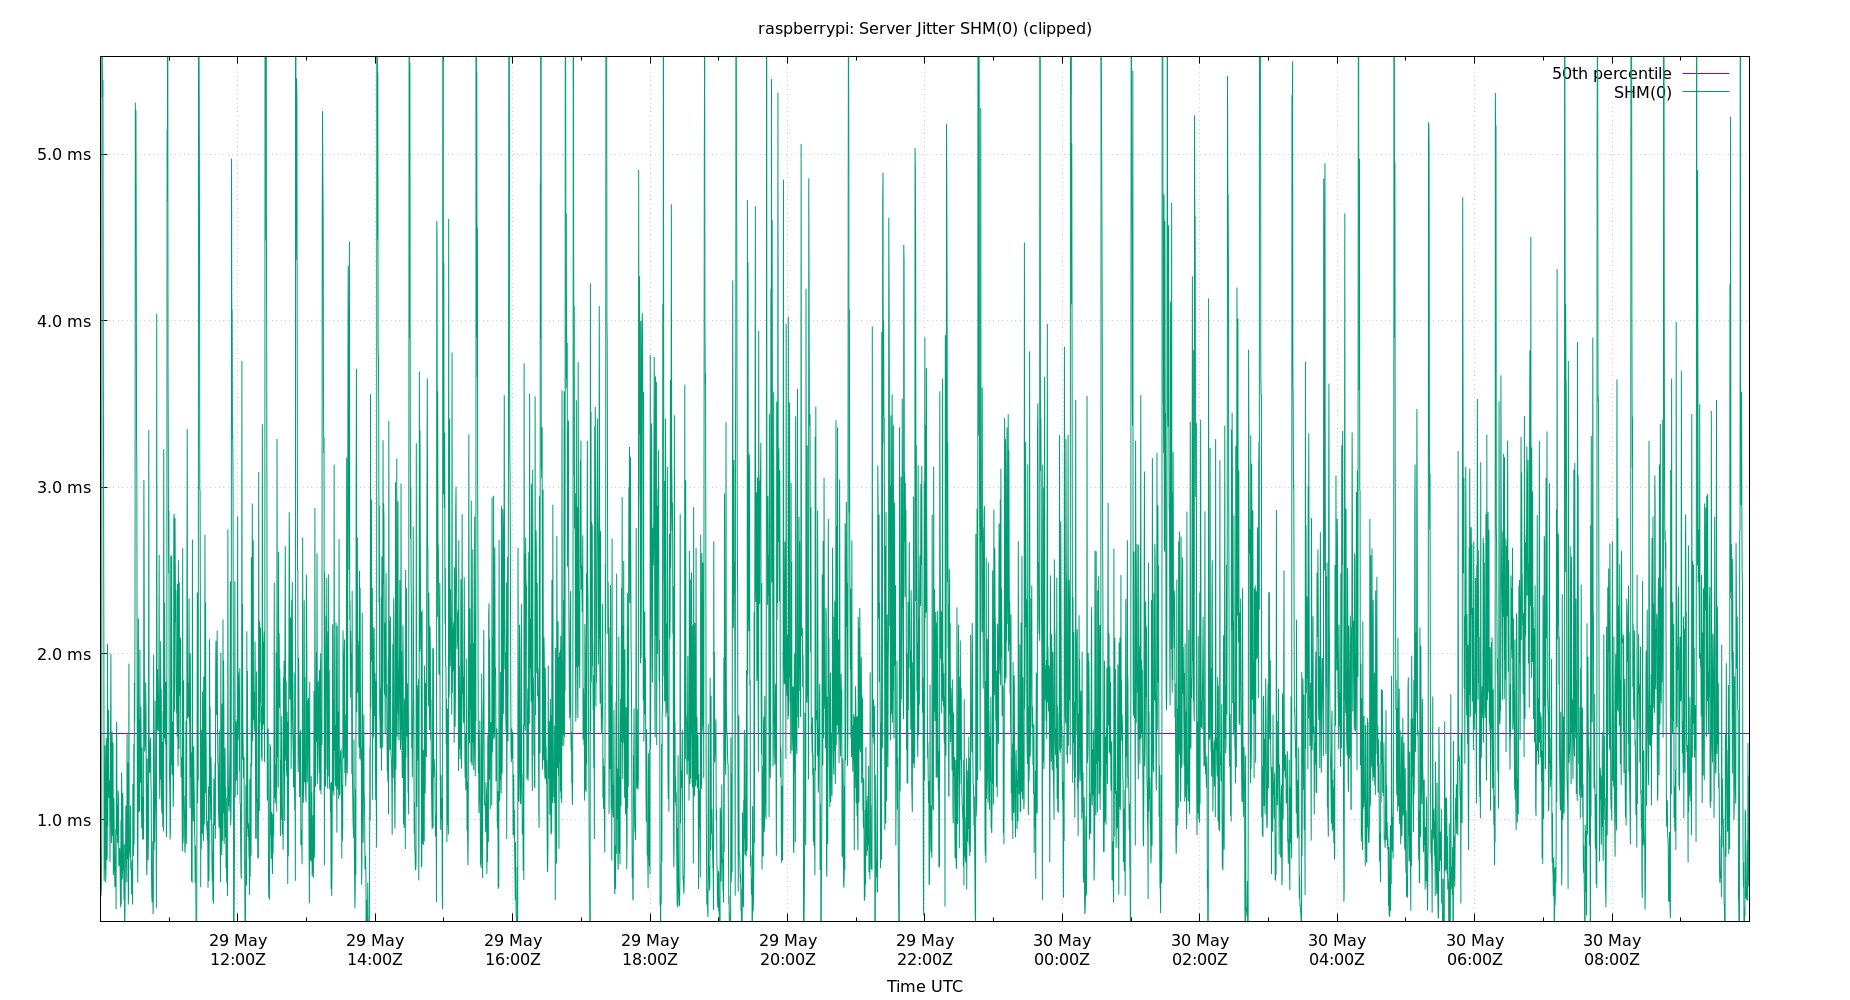 raspberrypi: Server Jitter SHM(0) (clipped)
50th percentile
SHM(0)
5.0 ms
4.0 ms
3.0 ms
2.0 ms
1.0 ms
29 May 29 May 29 May 29 May 29 May 29 May 30 May 30 May 30 May 30 May 30 May
12:00Z 14:00Z 16:00Z 18:00Z 20:00Z 22:00Z 00:00Z 02:00Z 04:00Z 06:00Z 08:00Z
Time UTC